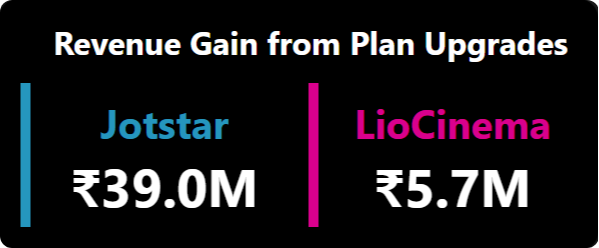 Revenue Gain from Plan Upgrades
Jotstar
₹39.0M
LioCinema
₹5.7M